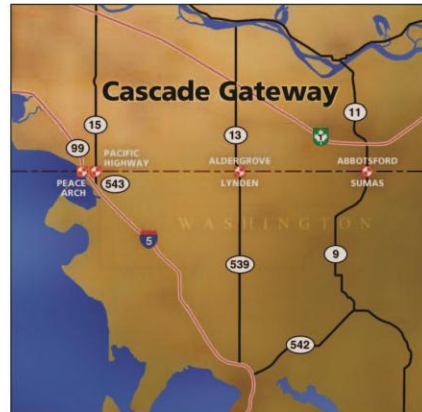 Cascade Gateway
11
15
13
99
PACIFIC
HIGHWAY
ALDERGROVE
ABBOTSFORD
PEACE
ARCH
543
LYNDEN
SUMAS
WASHINGTON
5
9
539
542